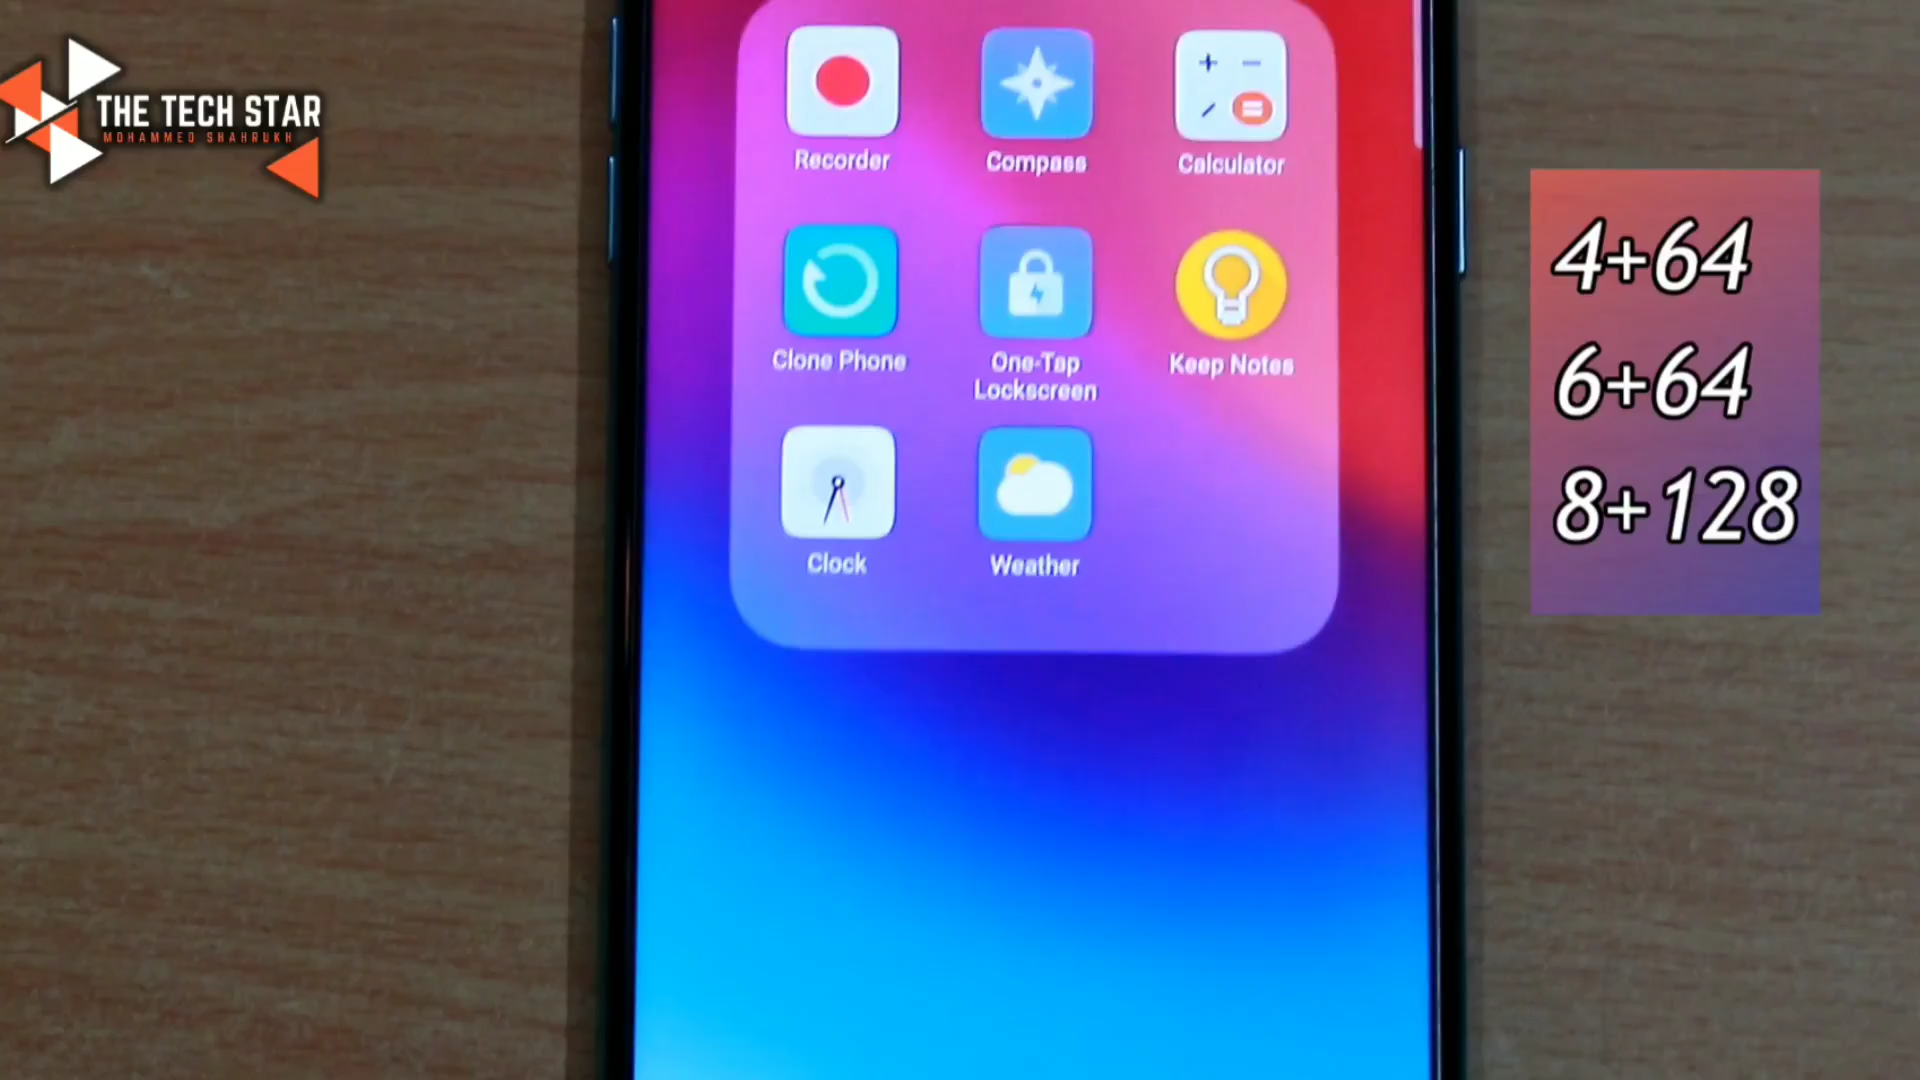 THE TECH STAR
MOHAMMED SHAHRUKH
Recorder
Compass
Calculator
Clone Phone
One-Tap
Lockscreen
Keep Notes
Clock
Weather
4+64
6+64
8+128